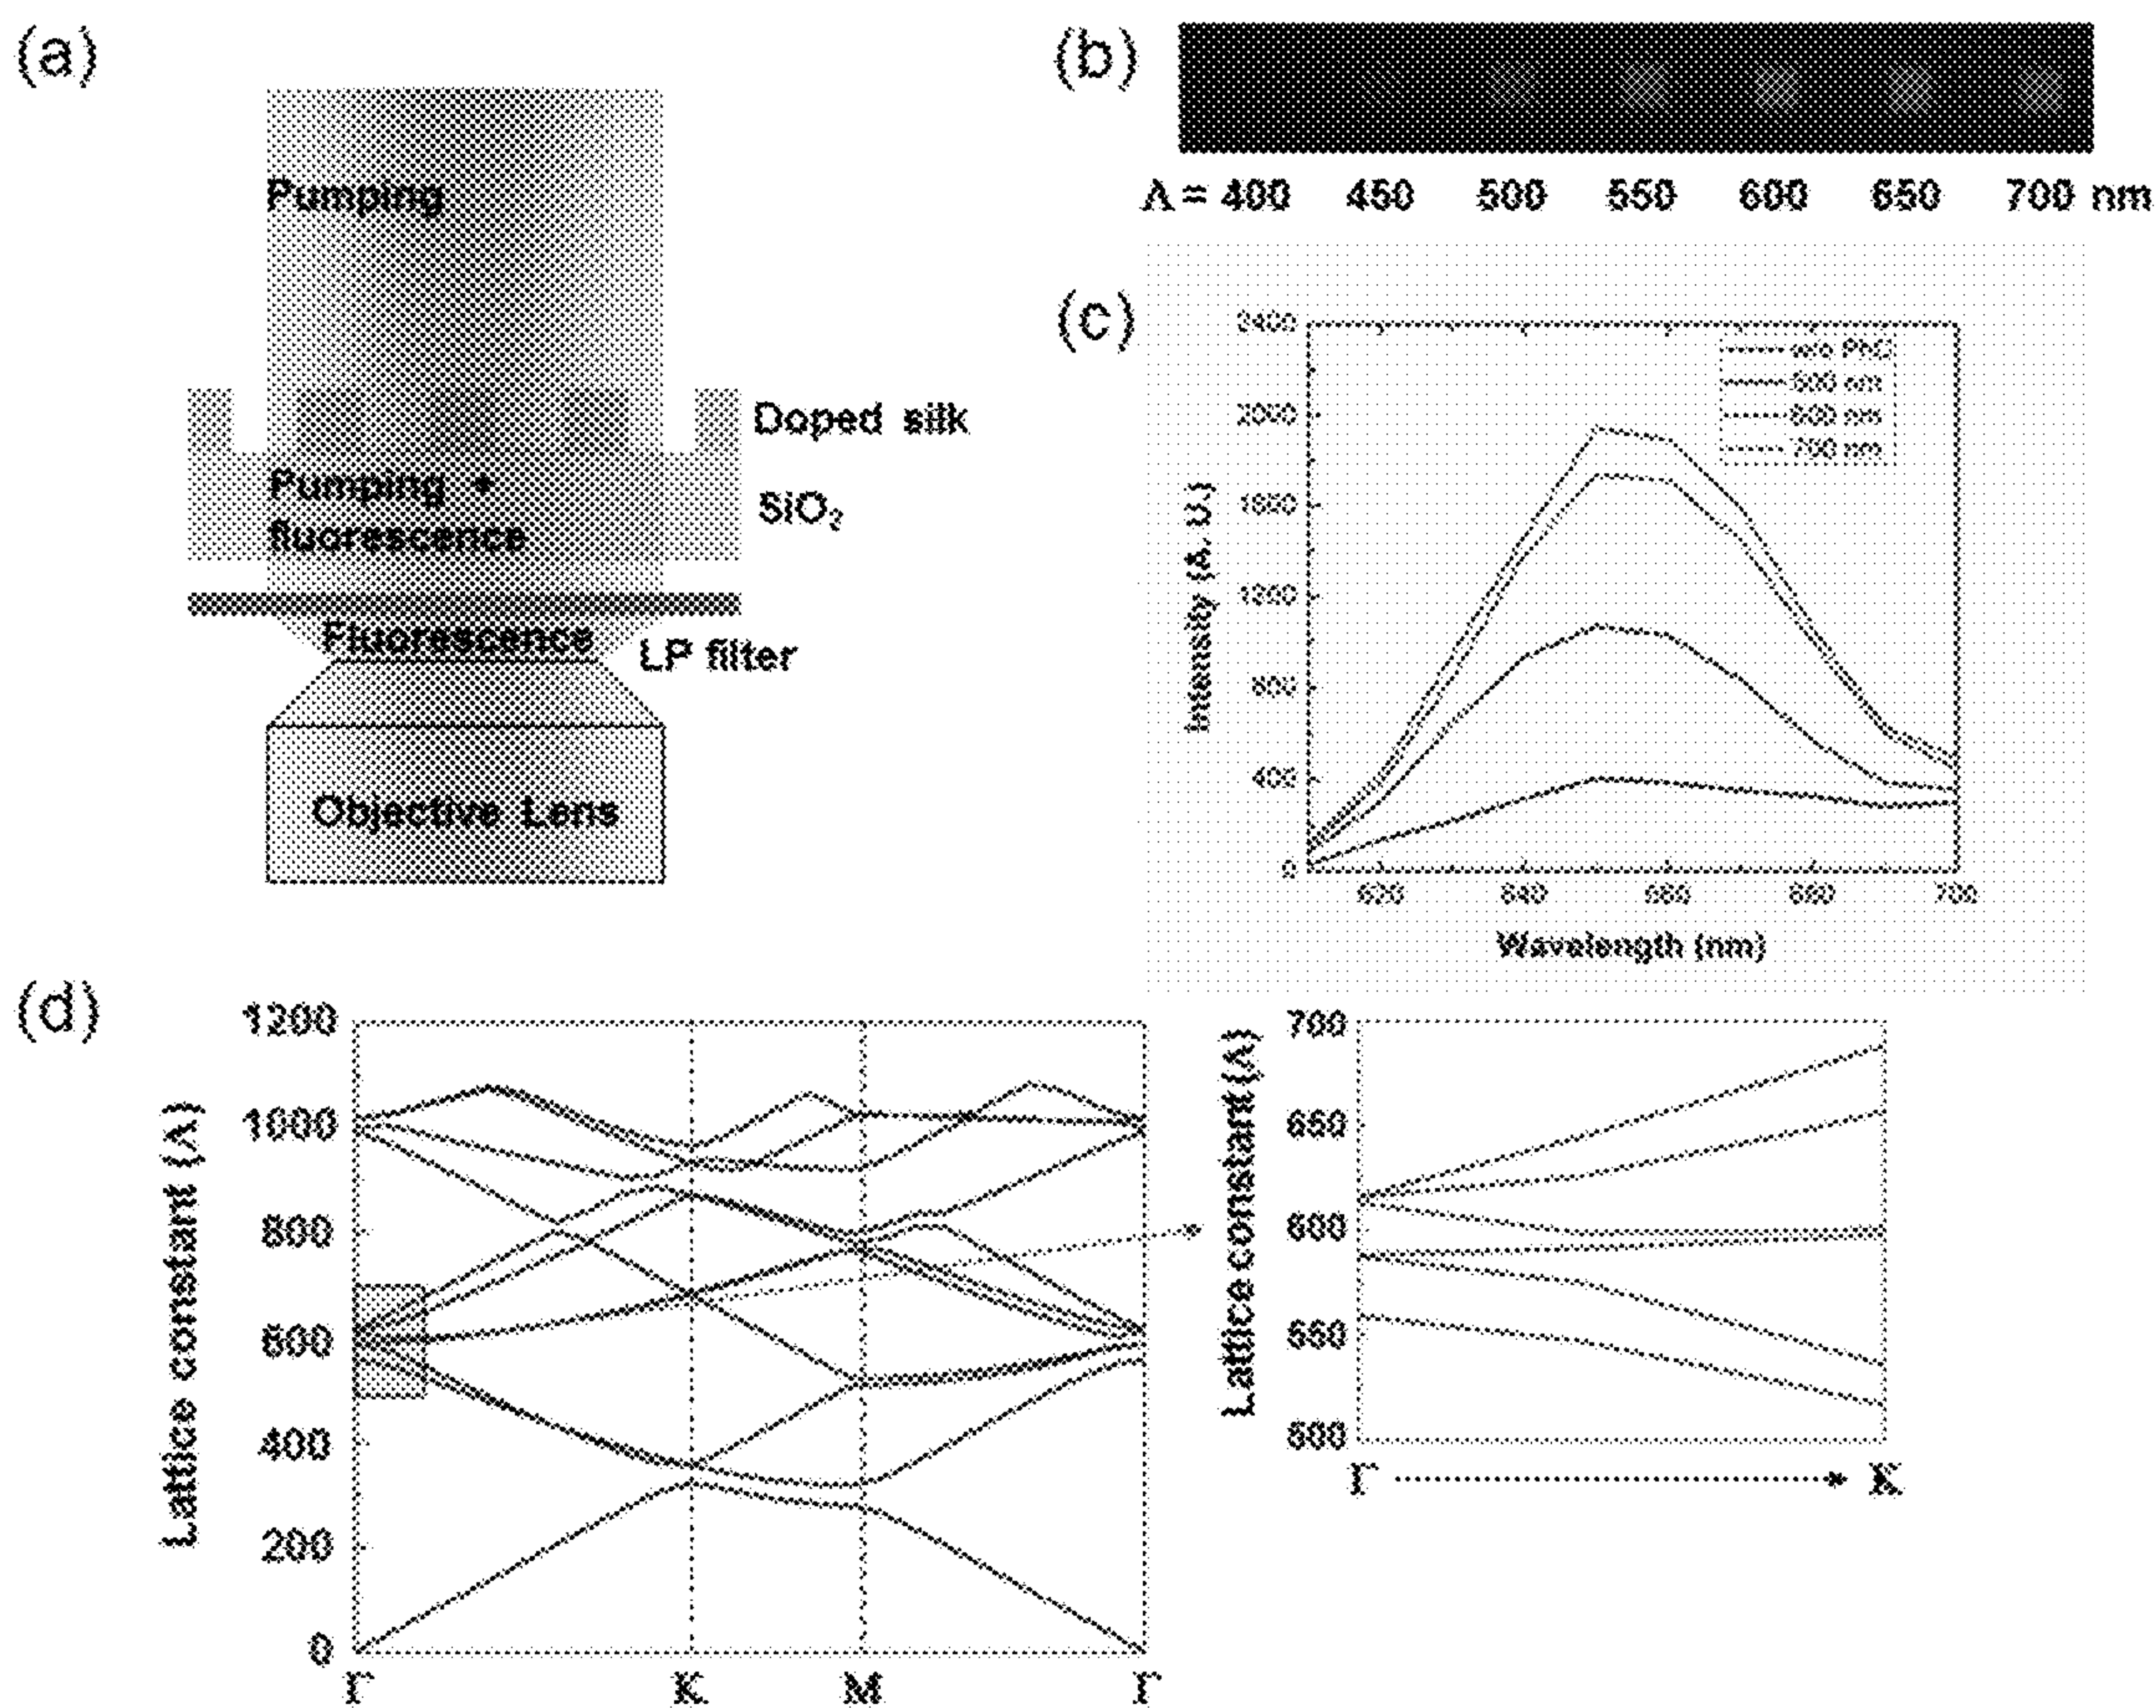 (a)
Pumping
Doped silk
Pumping +
fluorescence
SiO₂
Fluorescence
LP filter
Objective Lens
(b)
Λ = 400 450 500 550 600 650 700 nm
(c)
Intensity (A. U.)
2400
2000
1600
1200
800
400
0
w/o PhC
500 nm
600 nm
700 nm
620 640 660 680 700
Wavelength (nm)
(d)
Lattice constant (Λ)
1200
1000
800
600
400
200
0
Γ K M Γ
Lattice constant (Λ)
700
650
600
550
500
Γ K